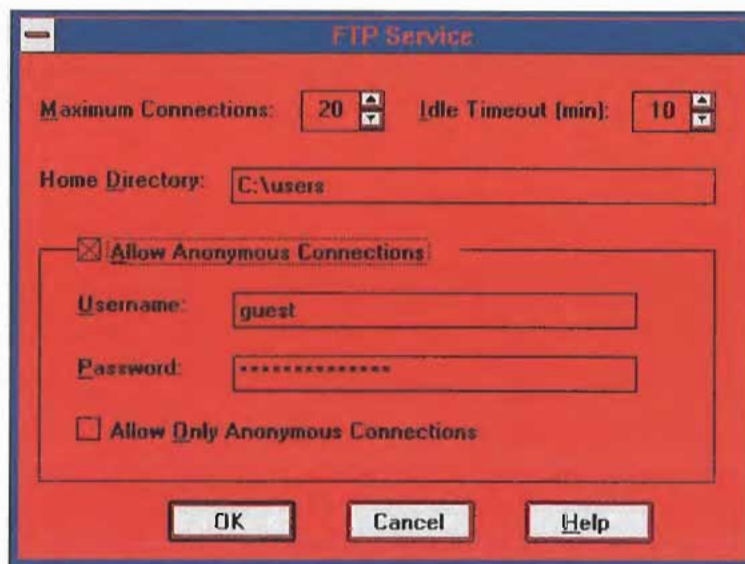 FTP Service
Maximum Connections: 20 Idle Timeout (min): 10
Home Directory: C:\users
Allow Anonymous Connections
Username: guest
Password: **************
Allow Only Anonymous Connections
OK Cancel Help